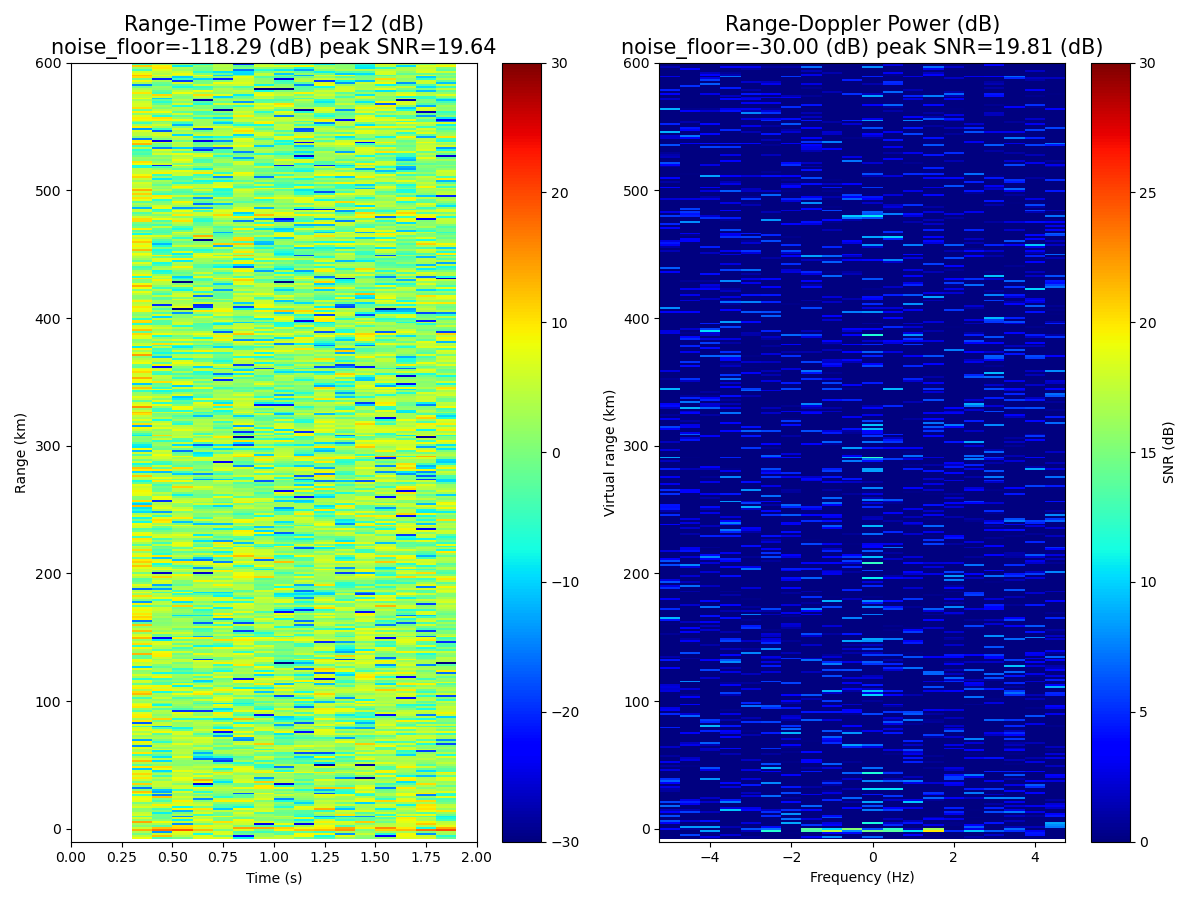 Range-Time Power f=12 (dB)
noise_floor=-118.29 (dB) peak SNR=19.64
600
500
400
300
200
100
0
Range (km)
0.00 0.25 0.50 0.75 1.00 1.25 1.50 1.75 2.00
Time (s)
30
20
10
0
−10
−20
−30
Range-Doppler Power (dB)
noise_floor=-30.00 (dB) peak SNR=19.81 (dB)
600
500
400
300
200
100
0
Virtual range (km)
−4 −2 0 2 4
Frequency (Hz)
30
25
20
15
10
5
0
SNR (dB)